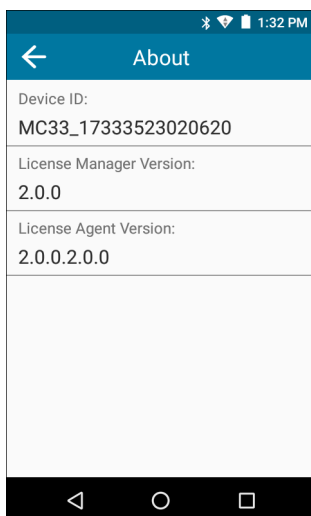 1:32 PM
About
Device ID:
MC33_17333523020620
License Manager Version:
2.0.0
License Agent Version:
2.0.0.2.0.0